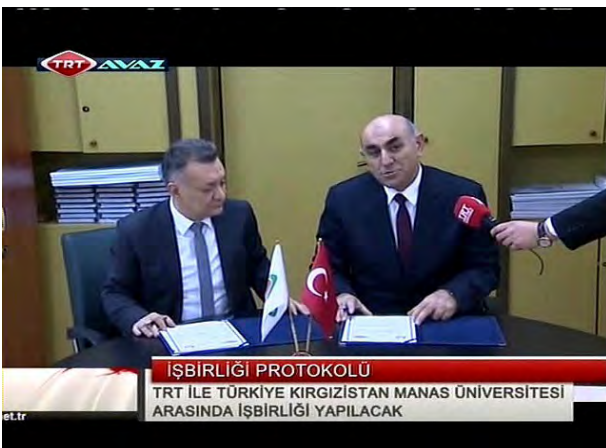 TRT AVAZ
TRT
İŞBİRLİĞİ PROTOKOLÜ
TRT İLE TÜRKİYE KIRGIZİSTAN MANAS ÜNİVERSİTESİ
ARASINDA İŞBİRLİĞİ YAPILACAK
et.tr